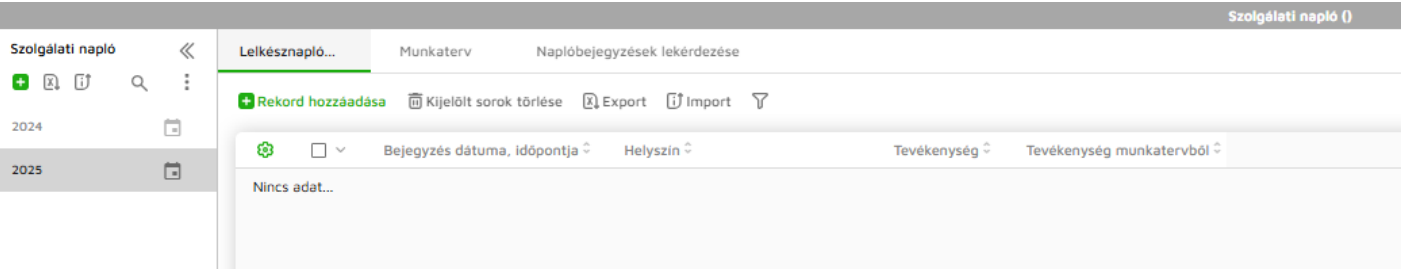 Szolgálati napló ()
Szolgálati napló
2024
2025
Lelkésznapló... Munkaterv Naplóbejegyzések lekérdezése
Rekord hozzáadása Kijelölt sorok törlése Export Import
Bejegyzés dátuma, időpontja Helyszín Tevékenység Tevékenység munkatervből
Nincs adat...